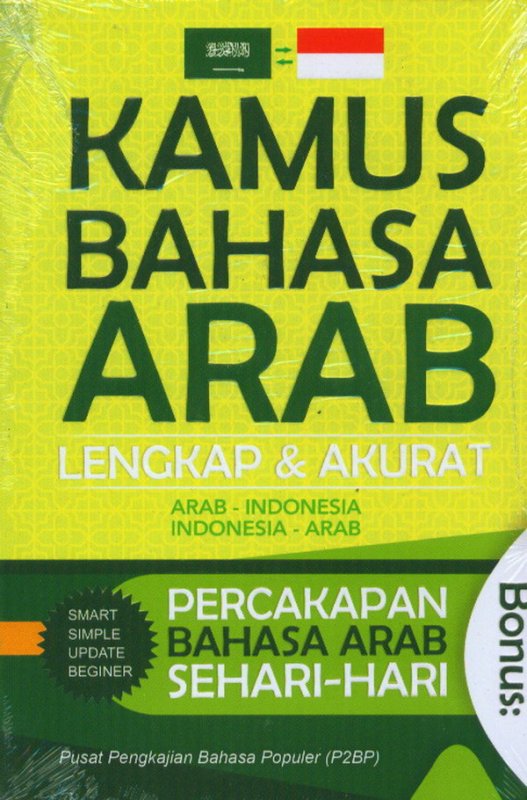 KAMUS
BAHASA
ARAB
LENGKAP & AKURAT
ARAB - INDONESIA
INDONESIA - ARAB
SMART
SIMPLE
UPDATE
BEGINER
PERCAKAPAN
BAHASA ARAB
SEHARI-HARI
Bonus:
Pusat Pengkajian Bahasa Populer (P2BP)